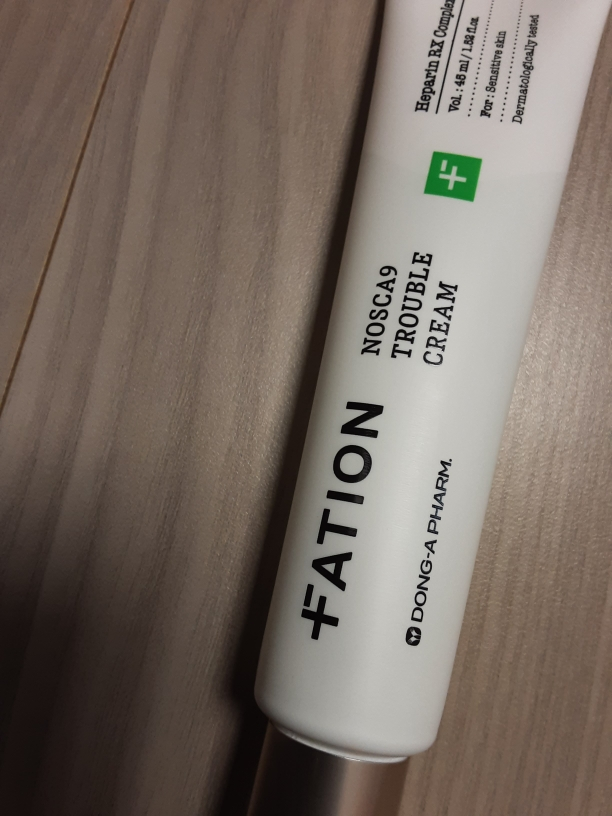 Heparin RX Complex
Vol.: 45 ml / 1.52 fl.oz
For : Sensitive skin
Dermatologically tested
NOSCA9
TROUBLE
CREAM
FATION
DONG-A PHARM.